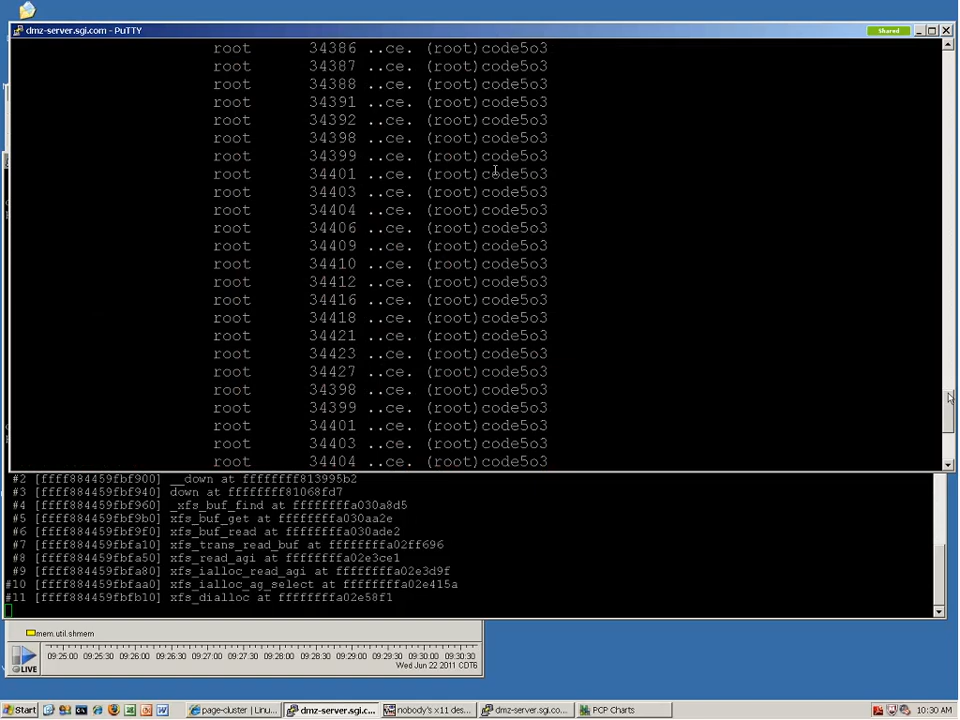 dmz-server.sgi.com - PuTTY
Shared
root 34386 ..ce. (root)code5o3
root 34387 ..ce. (root)code5o3
root 34388 ..ce. (root)code5o3
root 34391 ..ce. (root)code5o3
root 34392 ..ce. (root)code5o3
root 34398 ..ce. (root)code5o3
root 34399 ..ce. (root)code5o3
root 34401 ..ce. (root)code5o3
root 34403 ..ce. (root)code5o3
root 34404 ..ce. (root)code5o3
root 34406 ..ce. (root)code5o3
root 34409 ..ce. (root)code5o3
root 34410 ..ce. (root)code5o3
root 34412 ..ce. (root)code5o3
root 34416 ..ce. (root)code5o3
root 34418 ..ce. (root)code5o3
root 34421 ..ce. (root)code5o3
root 34423 ..ce. (root)code5o3
root 34427 ..ce. (root)code5o3
root 34398 ..ce. (root)code5o3
root 34399 ..ce. (root)code5o3
root 34401 ..ce. (root)code5o3
root 34403 ..ce. (root)code5o3
root 34404 ..ce. (root)code5o3
#2 [ffff884459fbf900] __down at ffffffff813995b2
#3 [ffff884459fbf940] down at ffffffff81068fd7
#4 [ffff884459fbf960] _xfs_buf_find at ffffffffa030a8d5
#5 [ffff884459fbf9b0] xfs_buf_get at ffffffffa030aa2e
#6 [ffff884459fbf9f0] xfs_buf_read at ffffffffa030ade2
#7 [ffff884459fbfa10] xfs_trans_read_buf at ffffffffa02ff696
#8 [ffff884459fbfa50] xfs_read_agi at ffffffffa02e3ce1
#9 [ffff884459fbfa80] xfs_ialloc_read_agi at ffffffffa02e3d9f
#10 [ffff884459fbfaa0] xfs_ialloc_ag_select at ffffffffa02e415a
#11 [ffff884459fbfb10] xfs_dialloc at ffffffffa02e58f1
mem.util.shmem
LIVE
09:25:00 09:25:30 09:26:00 09:26:30 09:27:00 09:27:30 09:28:00 09:28:30 09:29:00 09:29:30 09:30:00 09:30:30
Wed Jun 22 2011 CDT6
Start
page-cluster | Linu...
dmz-server.sgi.c...
nobody's x11 des...
dmz-server.sgi.co...
PCP Charts
10:30 AM